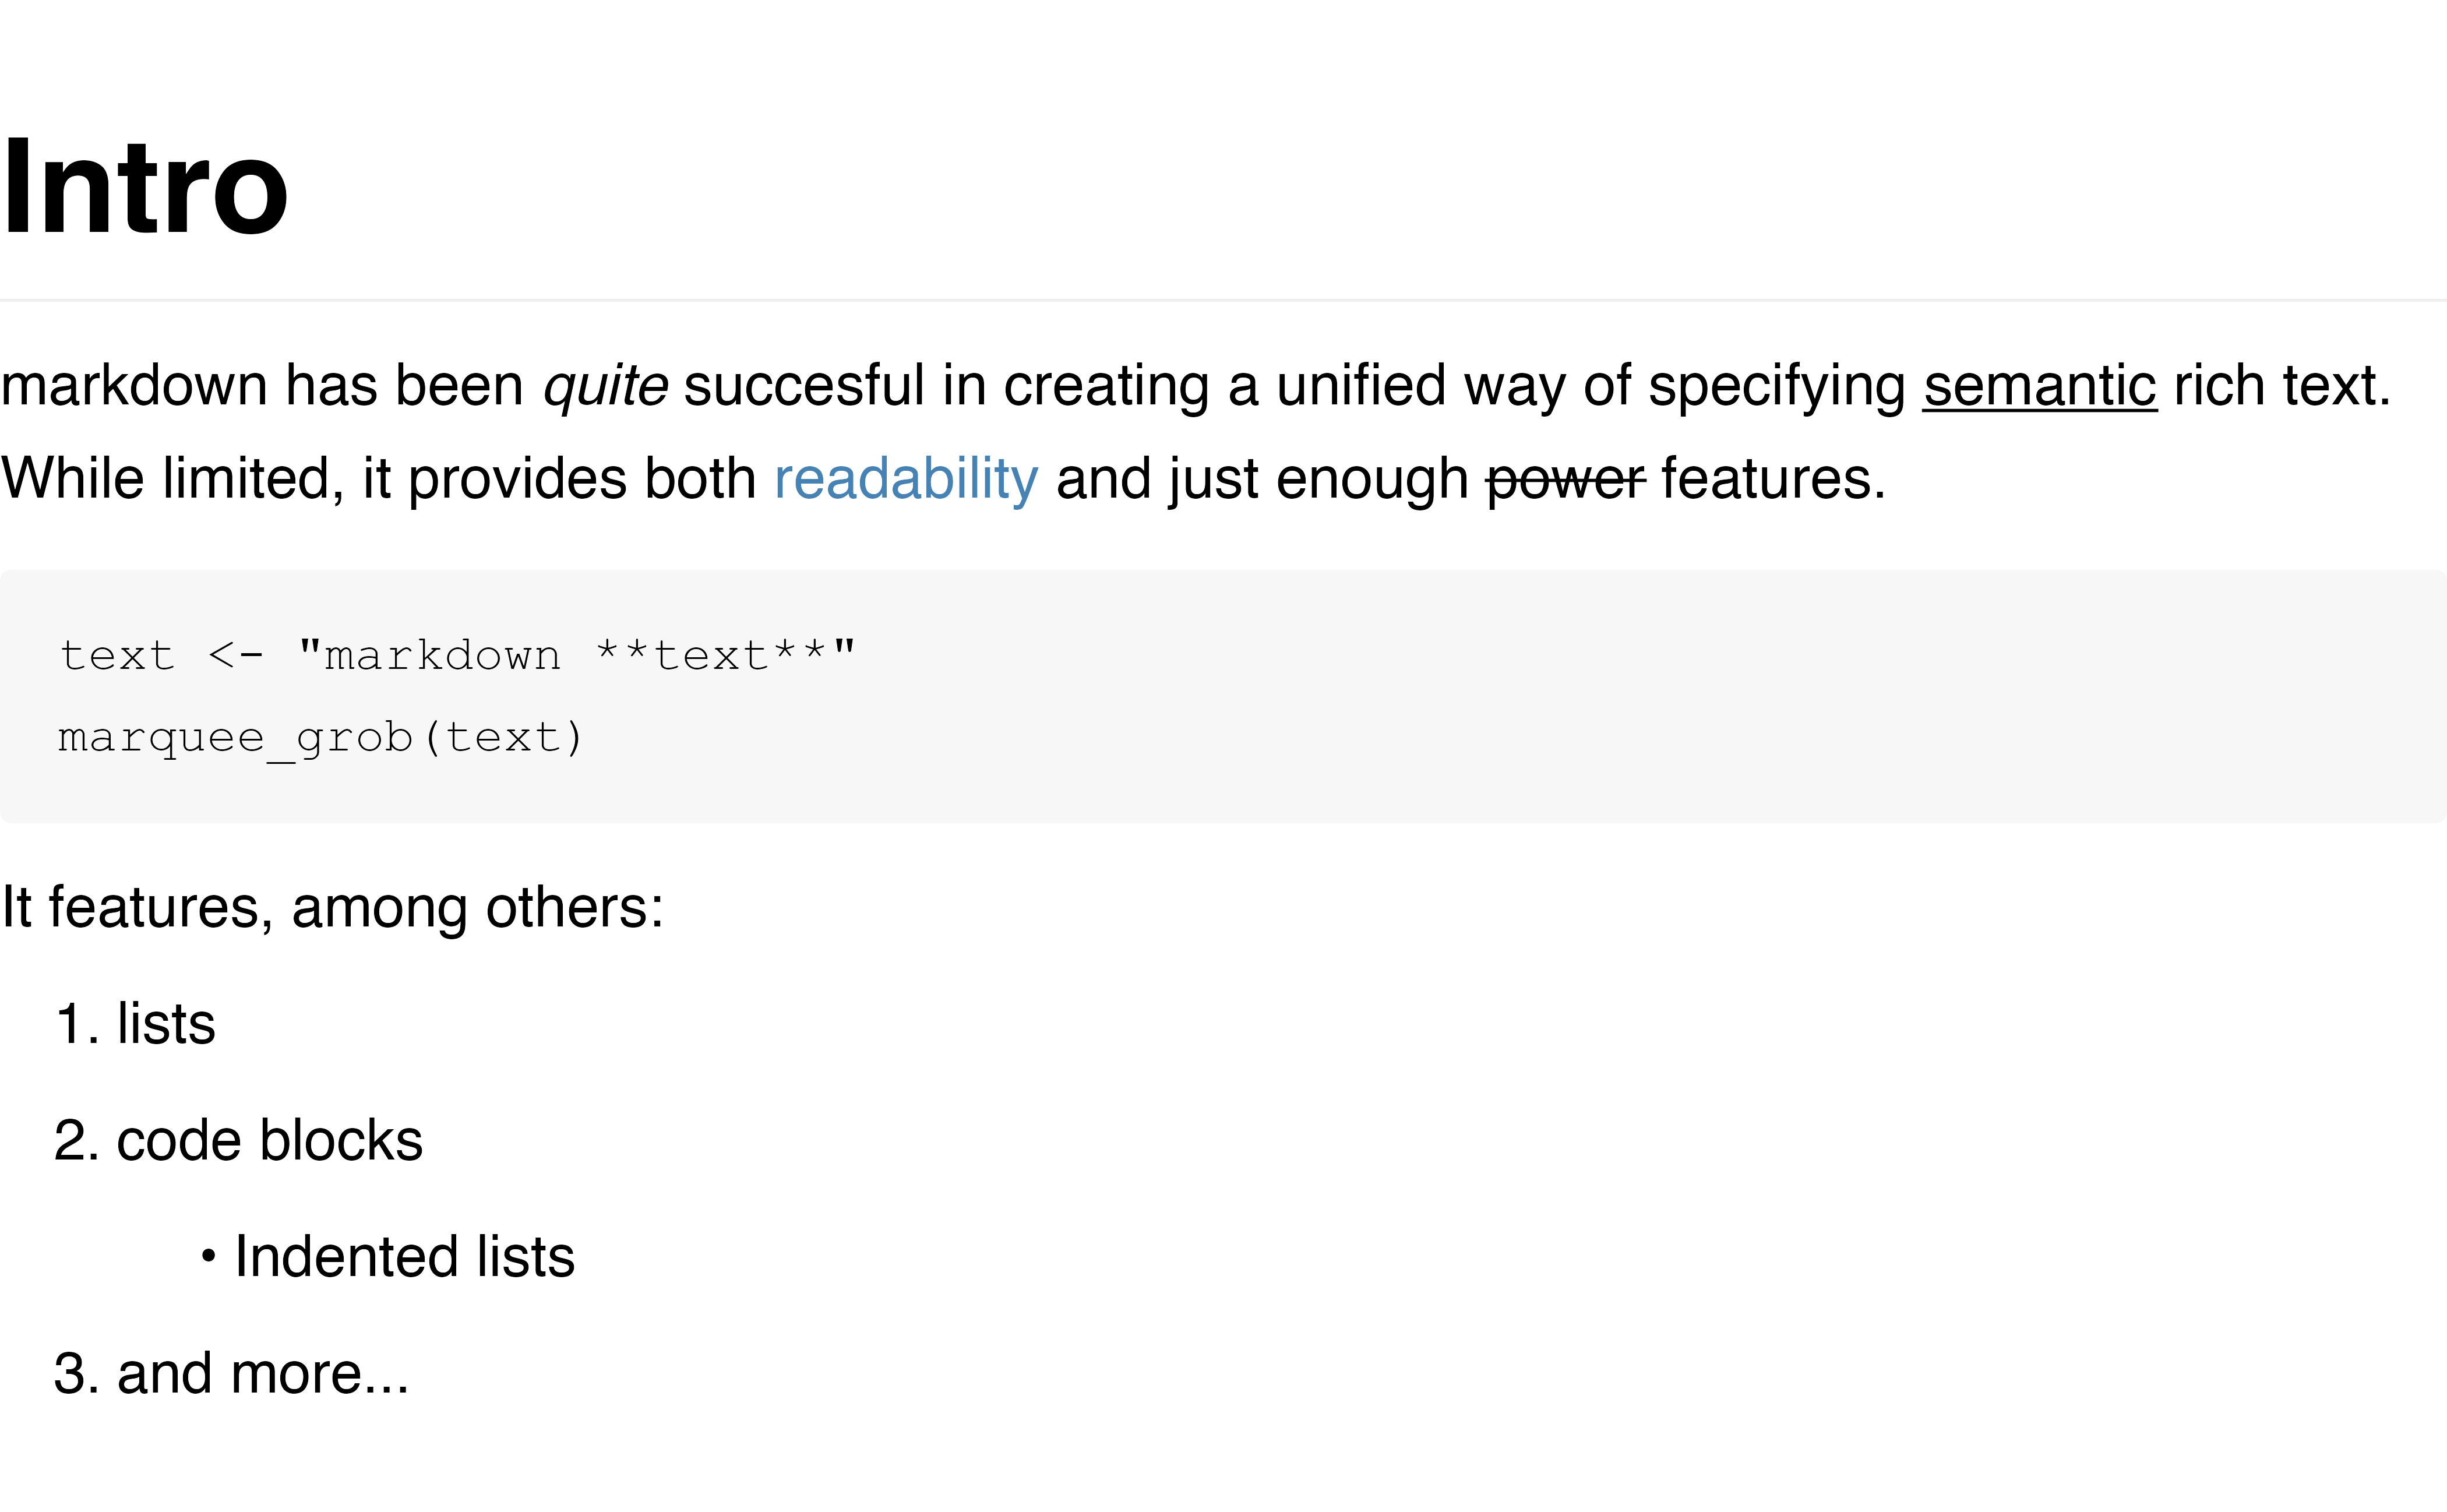 Intro
markdown has been quite succesful in creating a unified way of specifying semantic rich text.
While limited, it provides both readability and just enough power features.
text <- "markdown **text**"
marquee_grob(text)
It features, among others:
1. lists
2. code blocks
• Indented lists
3. and more...